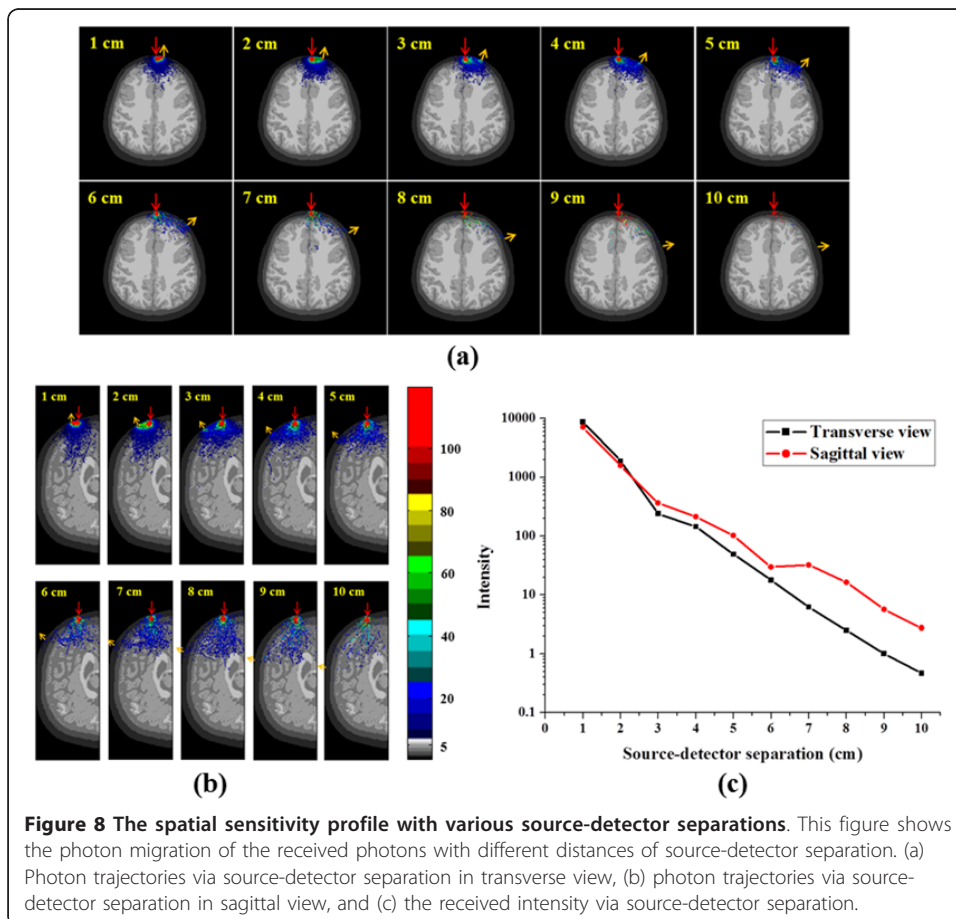 1 cm 2 cm 3 cm 4 cm 5 cm
6 cm 7 cm 8 cm 9 cm 10 cm
(a)
1 cm 2 cm 3 cm 4 cm 5 cm
6 cm 7 cm 8 cm 9 cm 10 cm
100
80
60
40
20
5
(b)
10000
1000
100
10
1
0.1
Intensity
Transverse view
Sagittal view
0 1 2 3 4 5 6 7 8 9 10
Source-detector separation (cm)
(c)
Figure 8 The spatial sensitivity profile with various source-detector separations. This figure shows
the photon migration of the received photons with different distances of source-detector separation. (a)
Photon trajectories via source-detector separation in transverse view, (b) photon trajectories via source-
detector separation in sagittal view, and (c) the received intensity via source-detector separation.